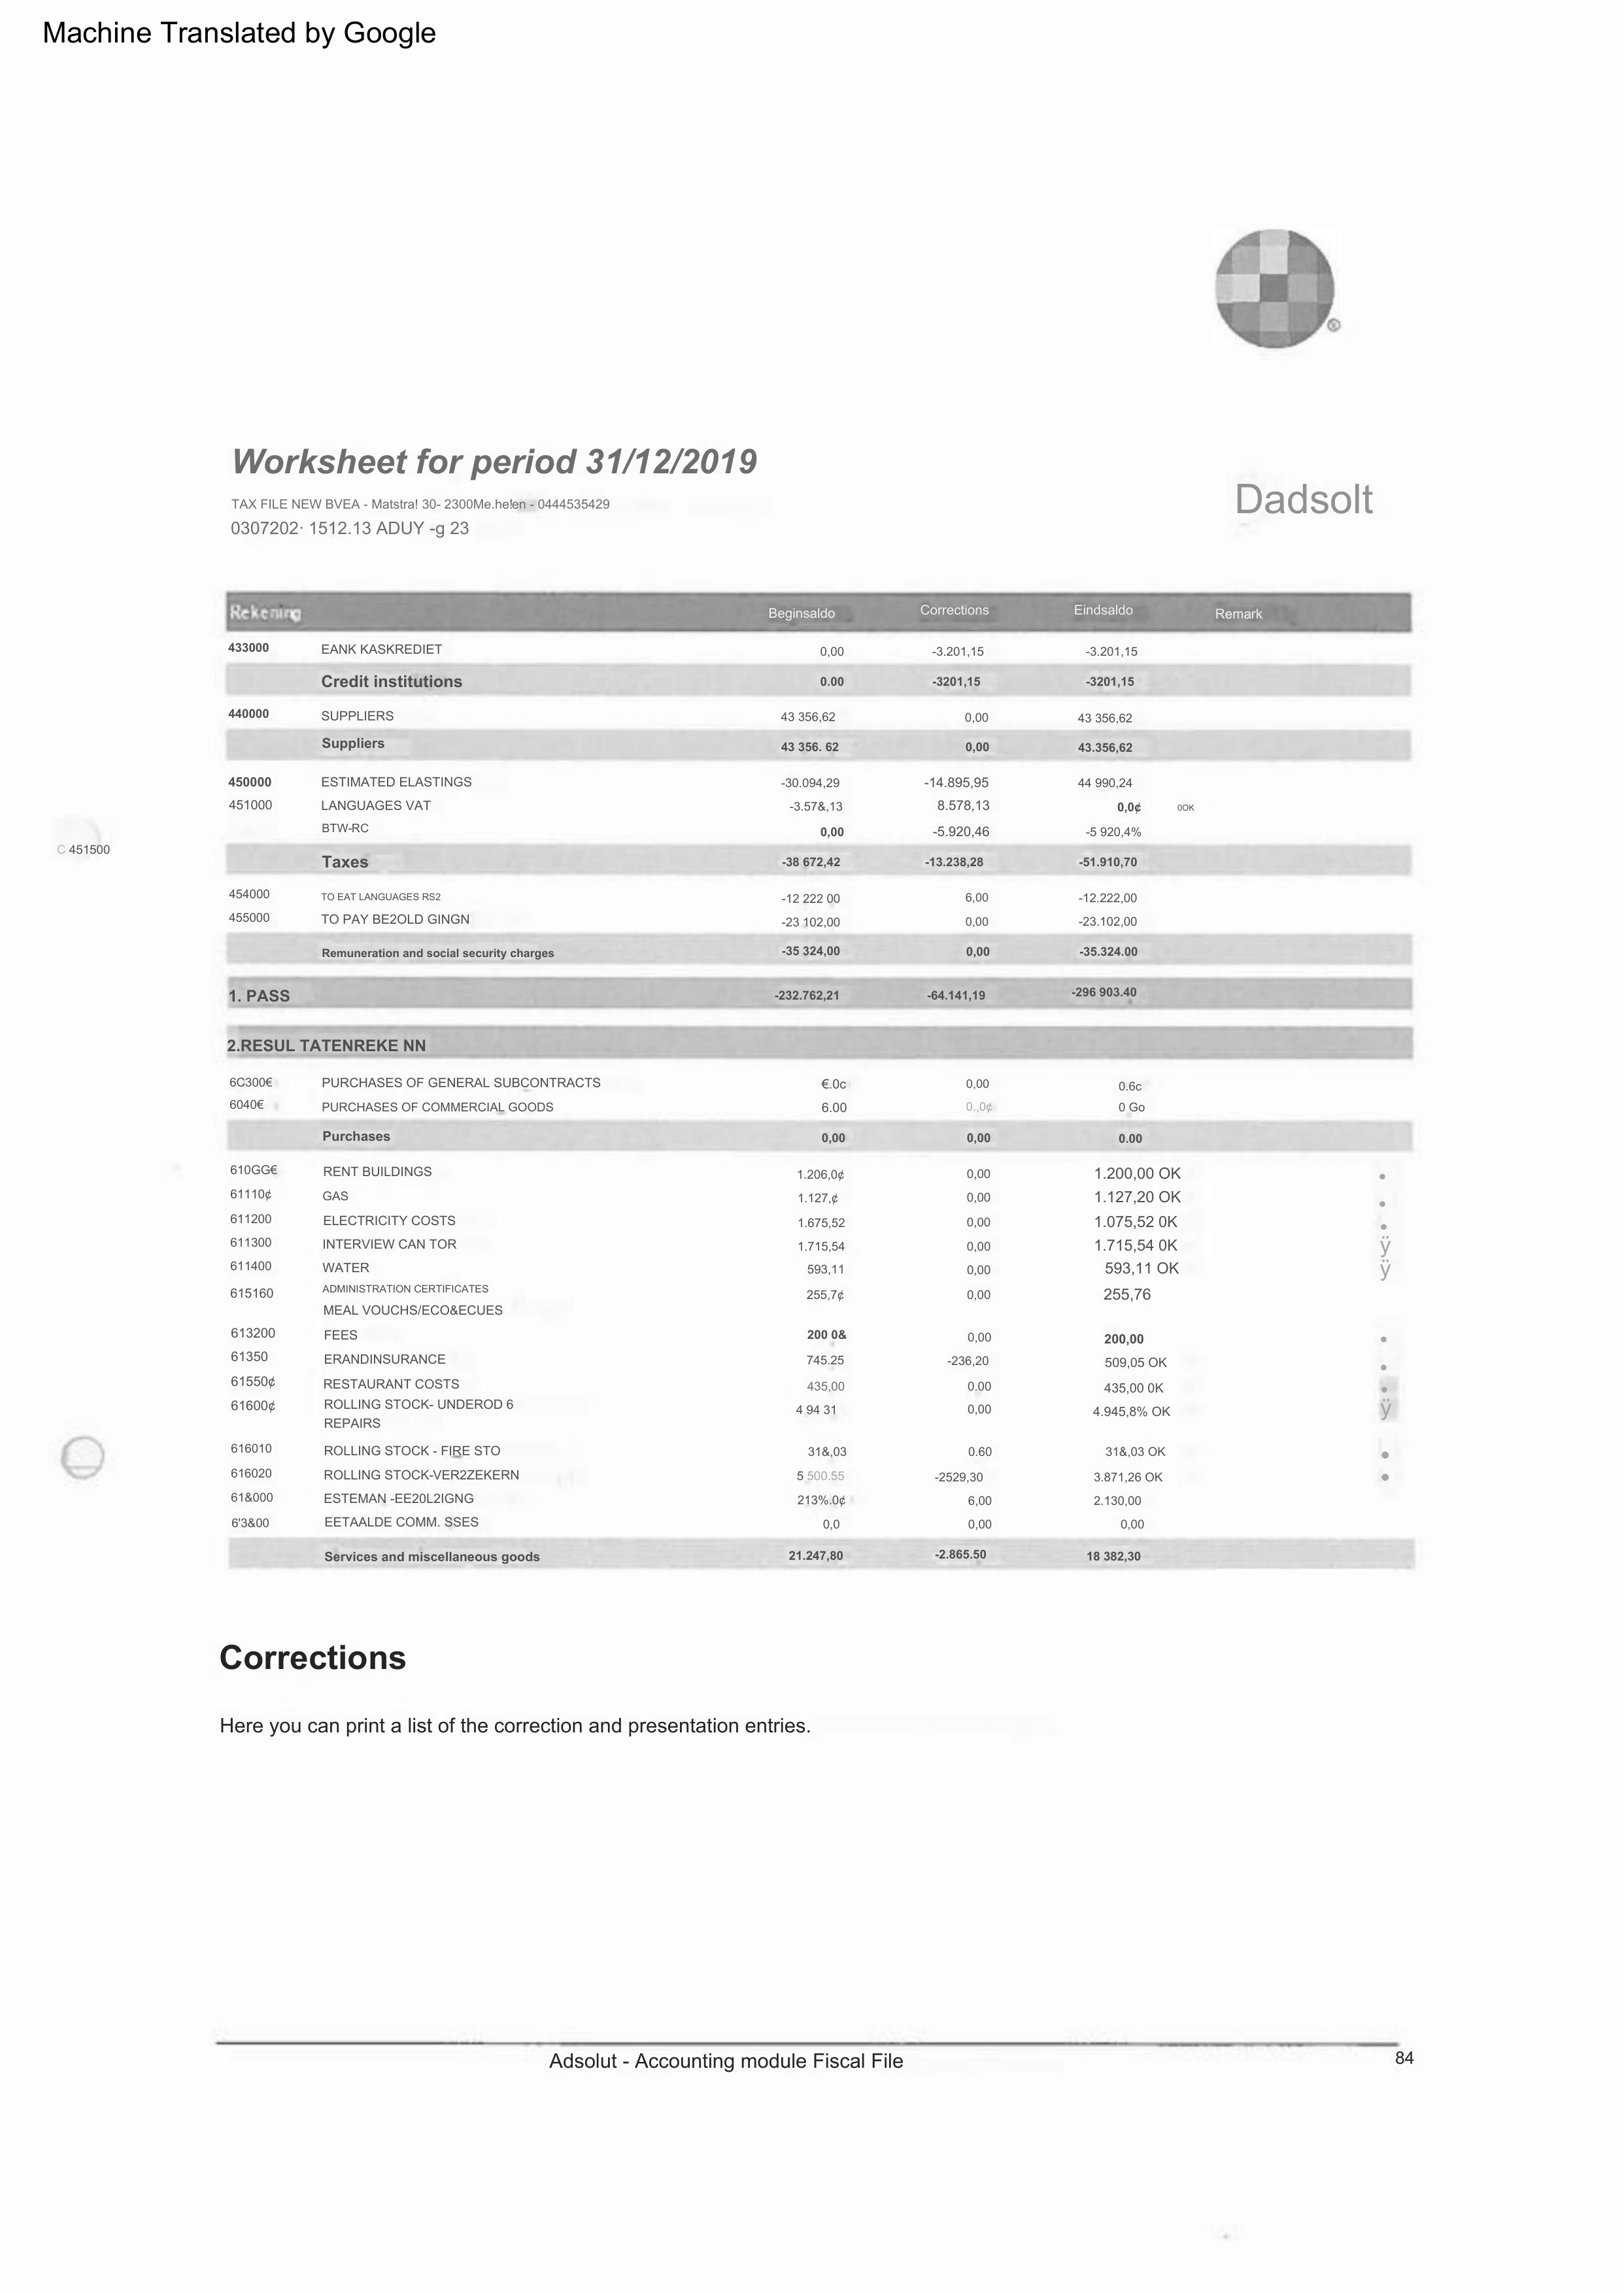 Machine Translated by Google
Worksheet for period 31/12/2019
TAX FILE NEW BVEA - Matstra! 30- 2300Me.helen - 0444535429
0307202· 1512.13 ADUY -g 23
Dadsolt
Rekening Beginsaldo Corrections Eindsaldo Remark
433000 EANK KASKREDIET 0,00 -3.201,15 -3.201,15
Credit institutions 0.00 -3201,15 -3201,15
440000 SUPPLIERS 43 356,62 0,00 43 356,62
Suppliers 43 356. 62 0,00 43.356,62
450000 ESTIMATED ELASTINGS -30.094,29 -14.895,95 44 990,24
451000 LANGUAGES VAT -3.57&,13 8.578,13 0,0¢ 0OK
C 451500 BTW-RC 0,00 -5.920,46 -5 920,4%
Taxes -38 672,42 -13.238,28 -51.910,70
454000 TO EAT LANGUAGES RS2 -12 222 00 6,00 -12.222,00
455000 TO PAY BE2OLD GINGN -23 102,00 0,00 -23.102,00
Remuneration and social security charges -35 324,00 0,00 -35.324.00
1. PASS -232.762,21 -64.141,19 -296 903.40
2.RESUL TATENREKE NN
6C300€ PURCHASES OF GENERAL SUBCONTRACTS €.0c 0,00 0.6c
6040€ PURCHASES OF COMMERCIAL GOODS 6.00 0.,0¢ 0 Go
Purchases 0,00 0,00 0.00
610GG€ RENT BUILDINGS 1.206,0¢ 0,00 1.200,00 OK •
61110¢ GAS 1.127,¢ 0,00 1.127,20 OK •
611200 ELECTRICITY COSTS 1.675,52 0,00 1.075,52 0K •
611300 INTERVIEW CAN TOR 1.715,54 0,00 1.715,54 0K ÿ
611400 WATER 593,11 0,00 593,11 OK ÿ
615160 ADMINISTRATION CERTIFICATES 255,7¢ 0,00 255,76
MEAL VOUCHS/ECO&ECUES
613200 FEES 200 0& 0,00 200,00 •
61350 ERANDINSURANCE 745.25 -236,20 509,05 OK •
61550¢ RESTAURANT COSTS 435,00 0.00 435,00 0K •
61600¢ ROLLING STOCK- UNDEROD 6 4 94 31 0,00 4.945,8% OK ÿ
REPAIRS
616010 ROLLING STOCK - FIRE STO 31&,03 0.60 31&,03 OK •
616020 ROLLING STOCK-VER2ZEKERN 5 500.55 -2529,30 3.871,26 OK •
61&000 ESTEMAN -EE20L2IGNG 213%.0¢ 6,00 2.130,00
6'3&00 EETAALDE COMM. SSES 0,0 0,00 0,00
Services and miscellaneous goods 21.247,80 -2.865.50 18 382,30
Corrections
Here you can print a list of the correction and presentation entries.
Adsolut - Accounting module Fiscal File 84